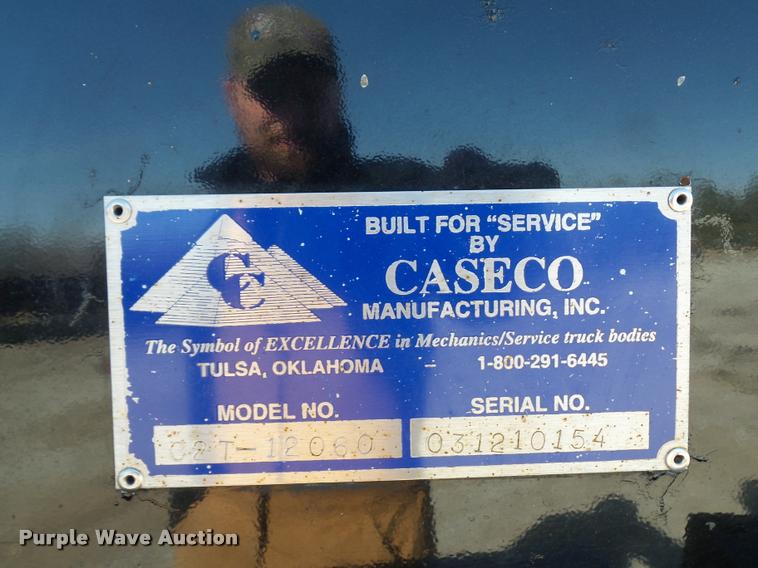 BUILT FOR "SERVICE"
BY
CASECO
MANUFACTURING, INC.
CC
The Symbol of EXCELLENCE in Mechanics/Service truck bodies
TULSA, OKLAHOMA – 1-800-291-6445
MODEL NO. SERIAL NO.
031210154
Purple Wave Auction